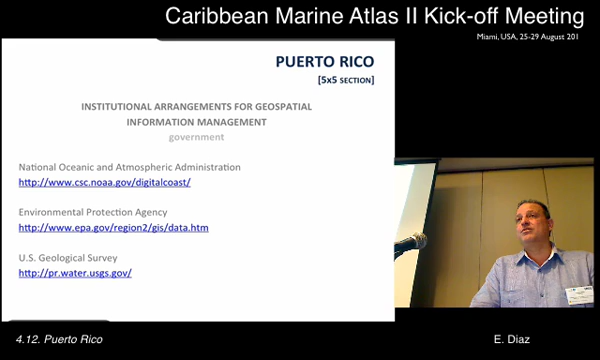 Caribbean Marine Atlas II Kick-off Meeting
Miami, USA, 25-29 August 201
PUERTO RICO
[5x5 SECTION]
INSTITUTIONAL ARRANGEMENTS FOR GEOSPATIAL
INFORMATION MANAGEMENT
government
National Oceanic and Atmospheric Administration
http://www.csc.noaa.gov/digitalcoast/
Environmental Protection Agency
http://www.epa.gov/region2/gis/data.htm
U.S. Geological Survey
http://pr.water.usgs.gov/
4.12. Puerto Rico
E. Diaz